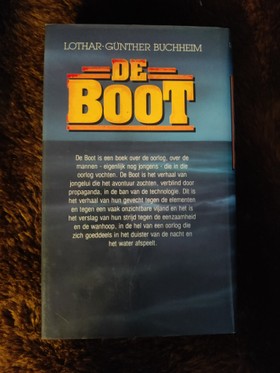 LOTHAR-GÜNTHER BUCHHEIM
DE
BOOT
De Boot is een boek over de oorlog, over de
mannen - eigenlijk nog jongens - die in die
oorlog vochten. De Boot is het verhaal van
jongelui die het avontuur zochten, verblind door
propaganda, in de ban van de technologie. Dit is
het verhaal van hun gevecht tegen de elementen
en tegen een vaak onzichtbare vijand en het is
het verslag van hun strijd tegen de eenzaamheid
en de wanhoop, in de hel van een oorlog die
zich goeddeels in het duister van de nacht en
het water afspeelt.